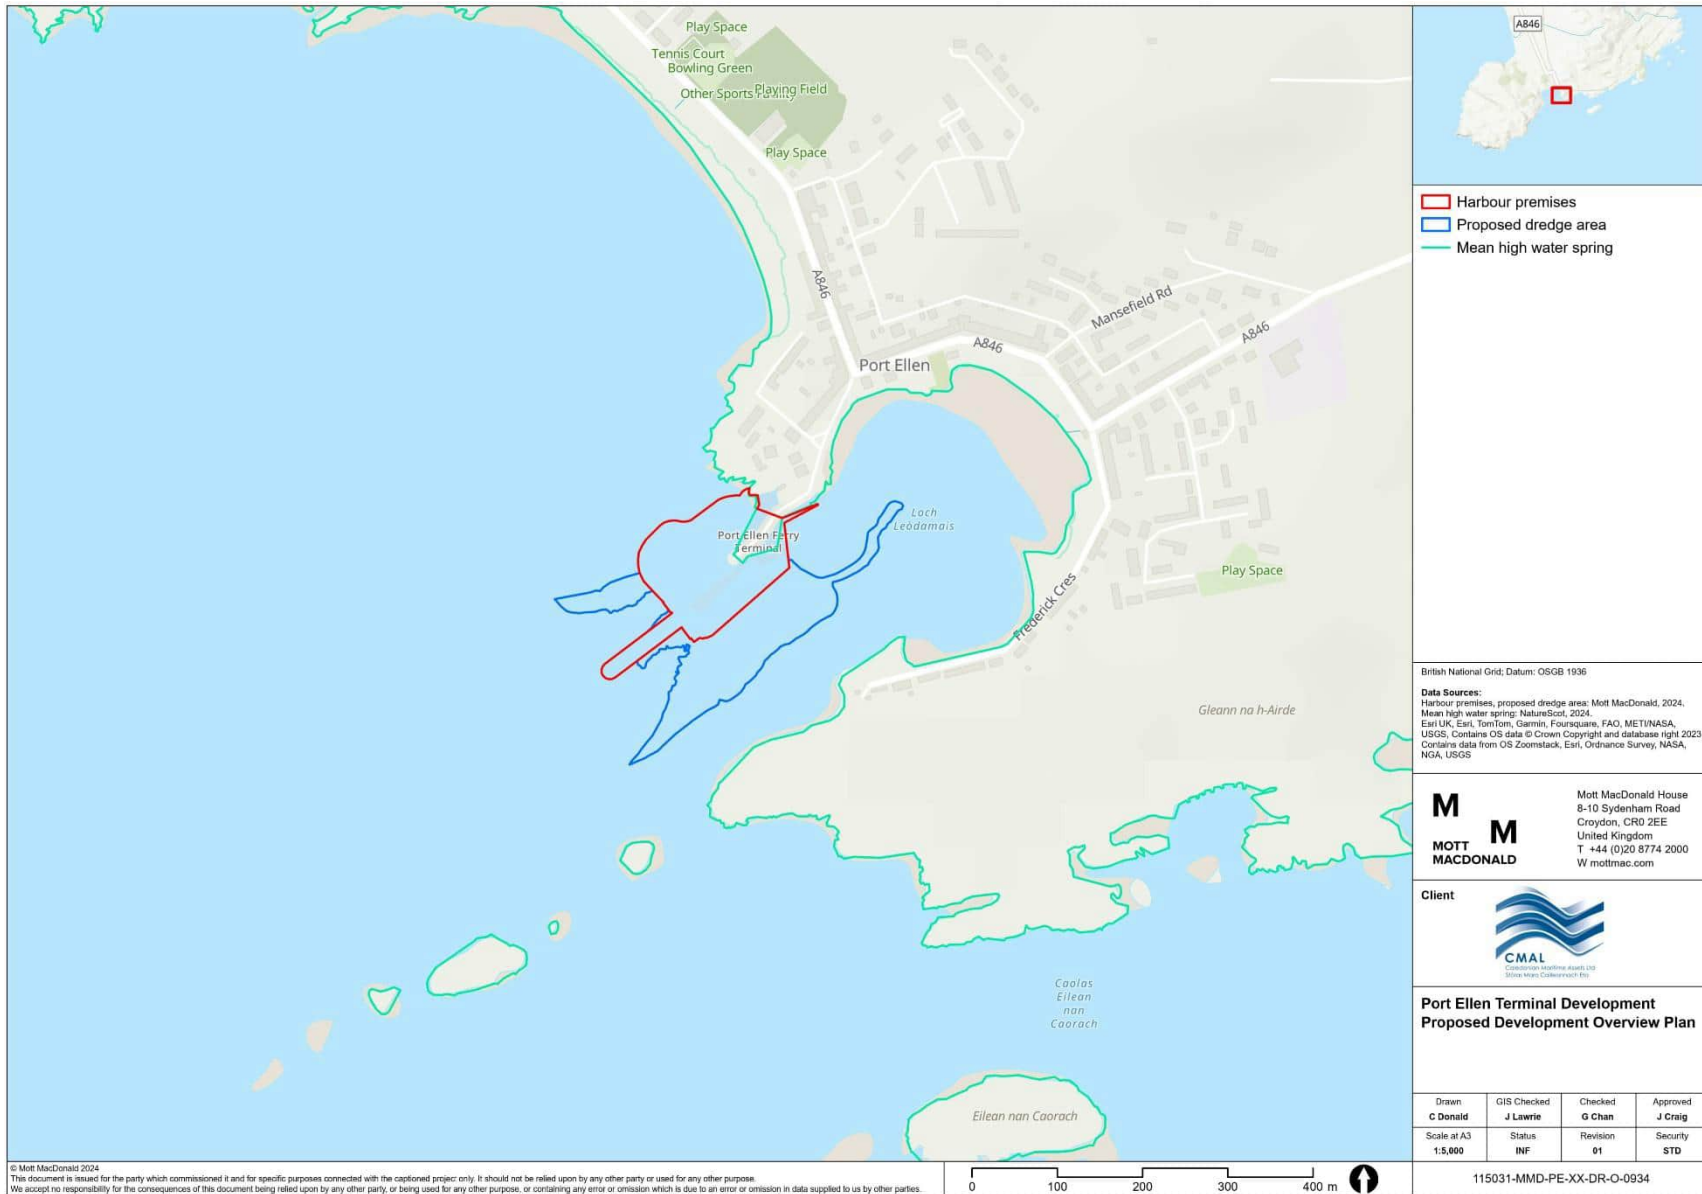 Play Space
Tennis Court
Bowling Green
Other Sports Facility
Playing Field
Play Space
A846
Mansefield Rd
A846
A846
Port Ellen
Loch
Leòdamais
Port Ellen Ferry
Terminal
Play Space
Frederick Cres
Gleann na h-Airde
Caolas
Eilean
nan
Caorach
Eilean nan Caorach
A846
Harbour premises
Proposed dredge area
Mean high water spring
British National Grid; Datum: OSGB 1936
Data Sources:
Harbour premises, proposed dredge area: Mott MacDonald, 2024.
Mean high water spring: NatureScot, 2024.
Esri UK, Esri, TomTom, Garmin, Foursquare, FAO, METI/NASA,
USGS, Contains OS data © Crown Copyright and database right 2023
Contains data from OS Zoomstack, Esri, Ordnance Survey, NASA,
NGA, USGS
M
M
MOTT
MACDONALD
Mott MacDonald House
8-10 Sydenham Road
Croydon, CR0 2EE
United Kingdom
T +44 (0)20 8774 2000
W mottmac.com
Client
CMAL
Caledonian Maritime Assets Ltd
Port Ellen Terminal Development
Proposed Development Overview Plan
Drawn GIS Checked Checked Approved
C Donald J Lawrie G Chan J Craig
Scale at A3 Status Revision Security
1:5,000 INF 01 STD
115031-MMD-PE-XX-DR-O-0934
© Mott MacDonald 2024
This document is issued for the party which commissioned it and for specific purposes connected with the captioned project only. It should not be relied upon by any other party or used for any other purpose.
We accept no responsibility for the consequences of this document being relied upon by any other party, or being used for any other purpose, or containing any error or omission which is due to an error or omission in data supplied to us by other parties.
0 100 200 300 400 m